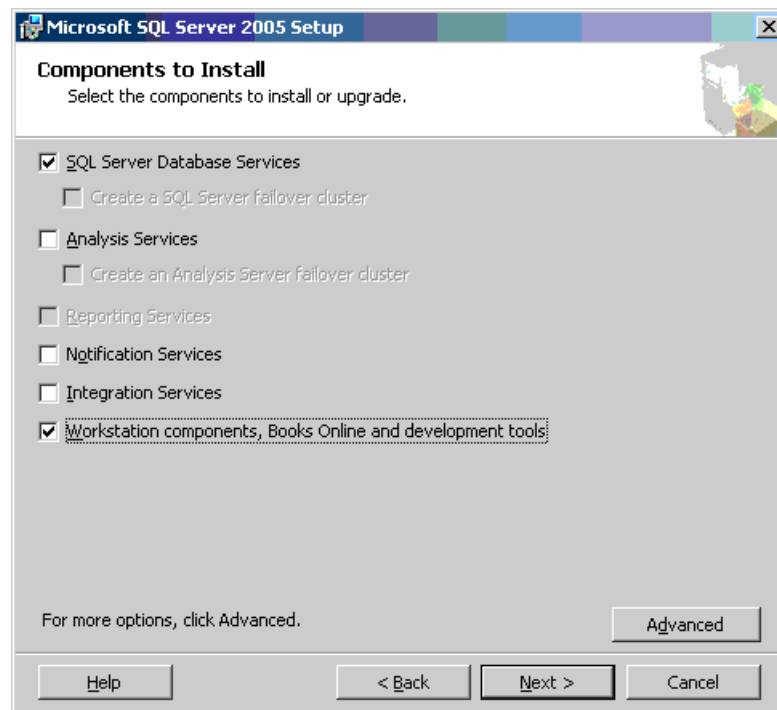 Microsoft SQL Server 2005 Setup
Components to Install
Select the components to install or upgrade.
SQL Server Database Services
Create a SQL Server failover cluster
Analysis Services
Create an Analysis Server failover cluster
Reporting Services
Notification Services
Integration Services
Workstation components, Books Online and development tools
For more options, click Advanced.
Advanced
Help
< Back
Next >
Cancel